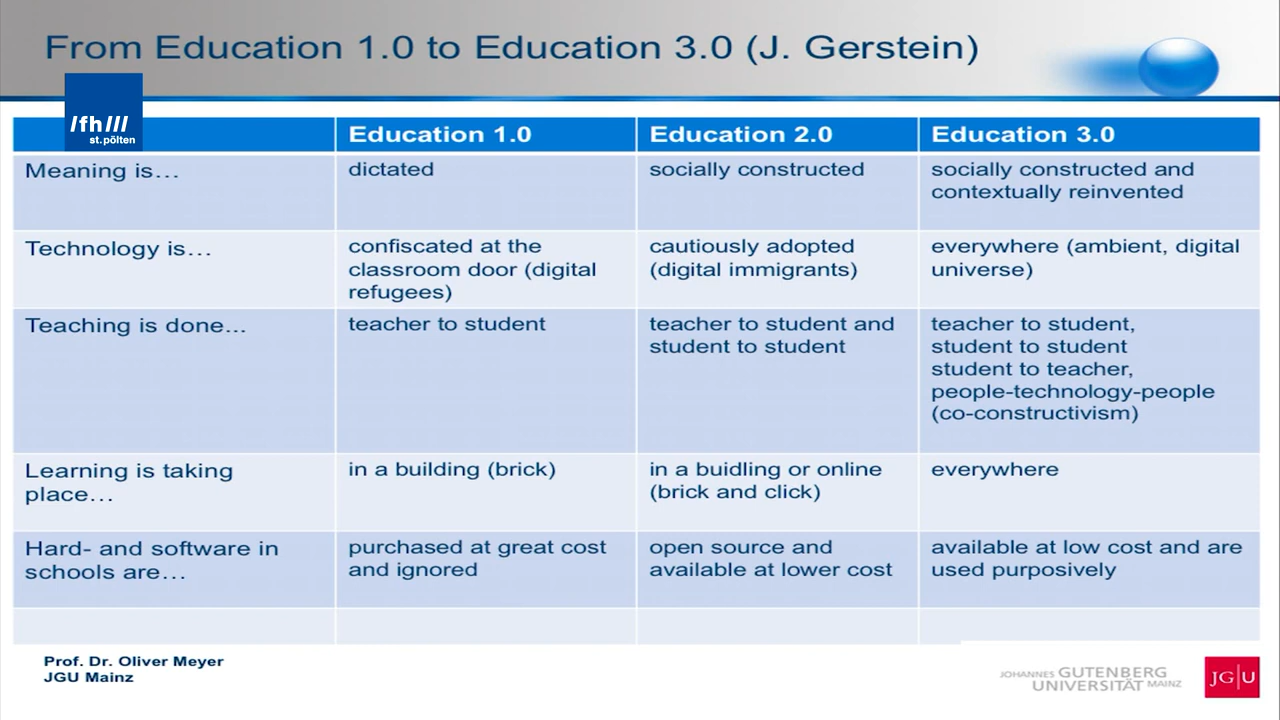 From Education 1.0 to Education 3.0 (J. Gerstein)
/fh///
st.pölten
Education 1.0
Education 2.0
Education 3.0
Meaning is…
dictated
socially constructed
socially constructed and
contextually reinvented
Technology is…
confiscated at the
classroom door (digital
refugees)
cautiously adopted
(digital immigrants)
everywhere (ambient, digital
universe)
Teaching is done...
teacher to student
teacher to student and
student to student
teacher to student,
student to student
student to teacher,
people-technology-people
(co-constructivism)
Learning is taking
place…
in a building (brick)
in a buidling or online
(brick and click)
everywhere
Hard- and software in
schools are…
purchased at great cost
and ignored
open source and
available at lower cost
available at low cost and are
used purposively
Prof. Dr. Oliver Meyer
JGU Mainz
JOHANNES GUTENBERG
UNIVERSITÄT MAINZ
JG|U